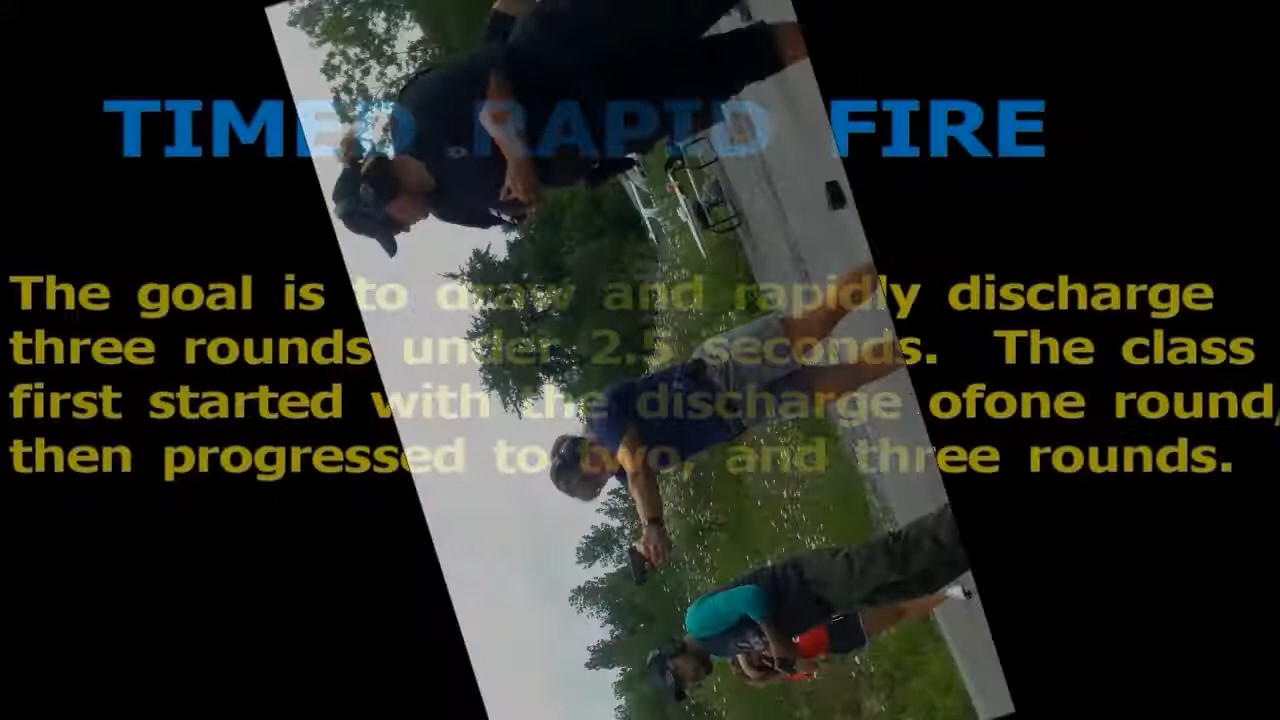 TIMED RAPID FIRE
The goal is to draw and rapidly discharge
three rounds under 2.5 seconds. The class
first started with the discharge ofone round,
then progressed to two, and three rounds.